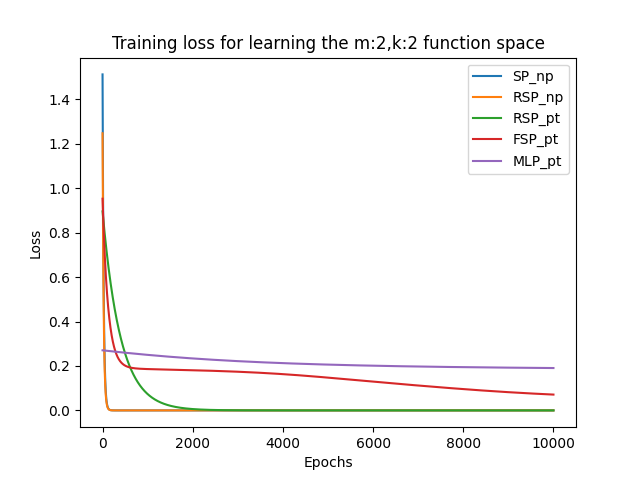 Training loss for learning the m:2,k:2 function space
SP_np
RSP_np
RSP_pt
FSP_pt
MLP_pt
Loss
1.4
1.2
1.0
0.8
0.6
0.4
0.2
0.0
0
2000
4000
6000
8000
10000
Epochs